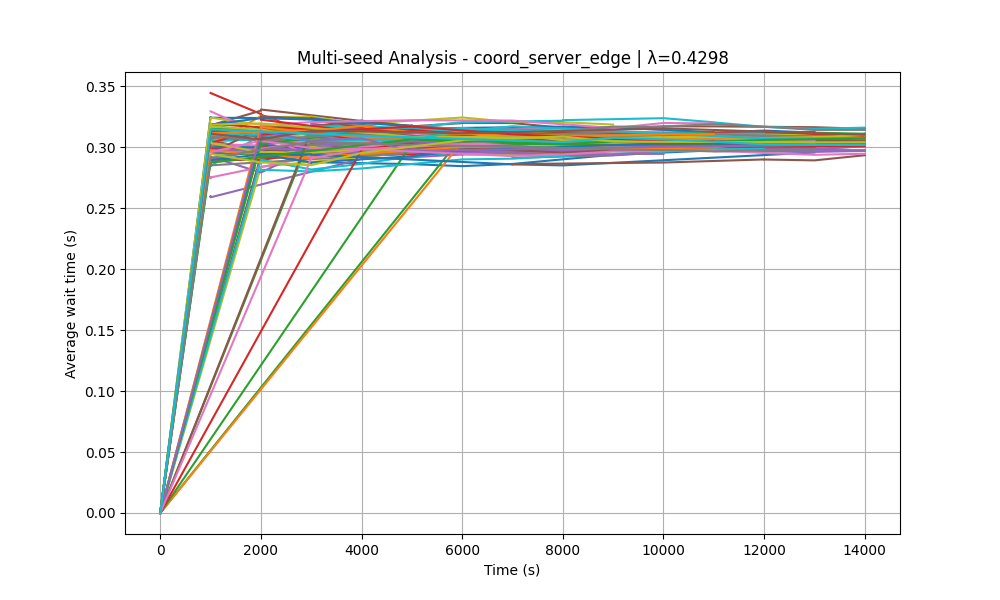 Multi-seed Analysis - coord_server_edge | λ=0.4298
0.35
0.30
0.25
0.20
0.15
0.10
0.05
0.00
Average wait time (s)
0 2000 4000 6000 8000 10000 12000 14000
Time (s)